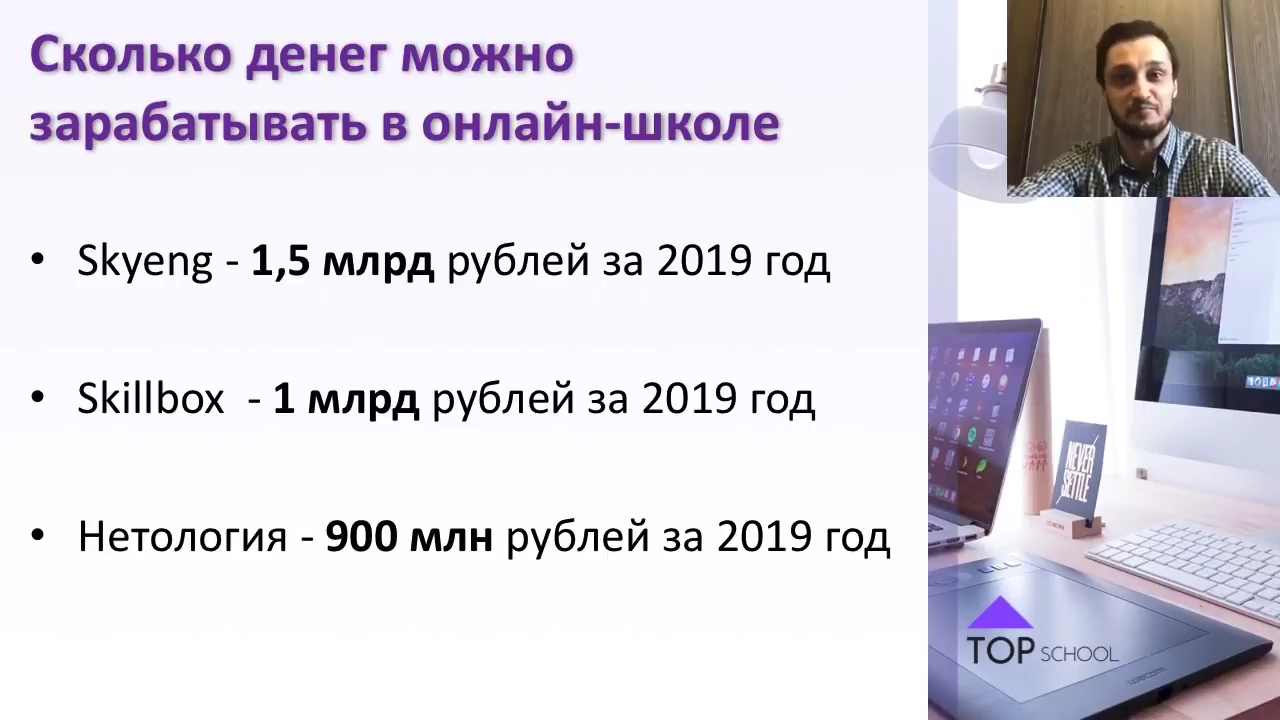 Сколько денег можно
зарабатывать в онлайн-школе
• Skyeng - 1,5 млрд рублей за 2019 год
• Skillbox - 1 млрд рублей за 2019 год
• Нетология - 900 млн рублей за 2019 год
NEVER
SETTLE
TOP SCHOOL
wacom